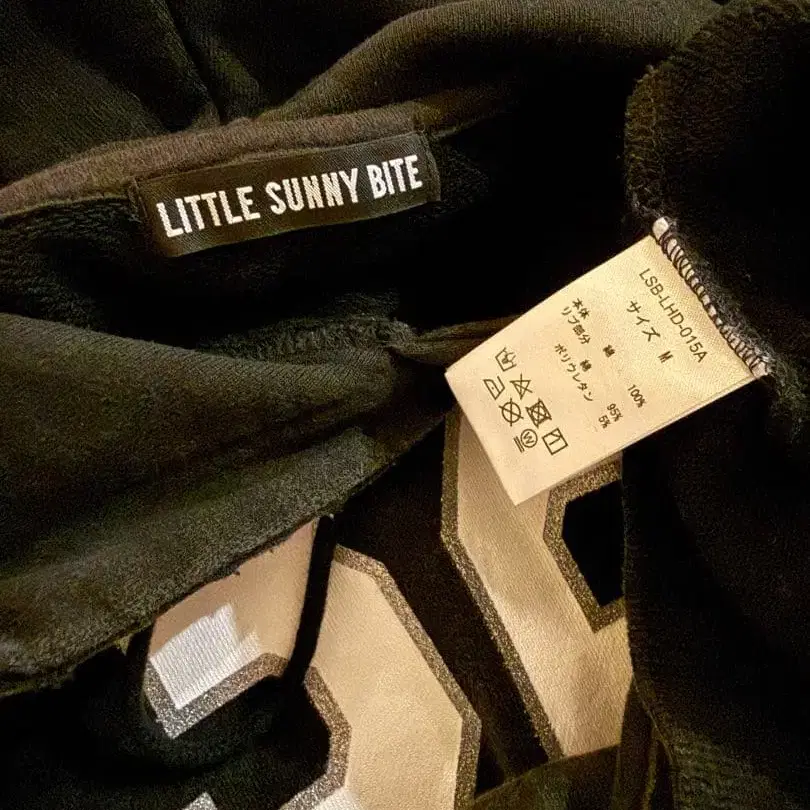 LITTLE SUNNY BITE
LSB-LHD-015A
サイズ M
本体 綿 100%
リブ部分 綿 95%
ポリウレタン 5%
W